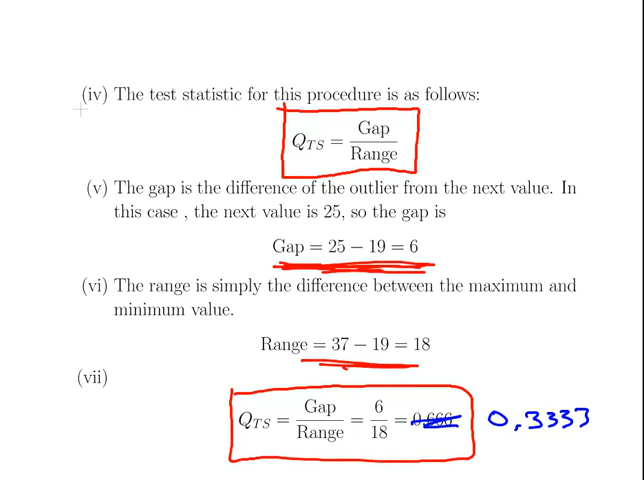 (iv) The test statistic for this procedure is as follows:
Q_TS = Gap / Range
(v) The gap is the difference of the outlier from the next value. In
this case , the next value is 25, so the gap is
Gap = 25 − 19 = 6
(vi) The range is simply the difference between the maximum and
minimum value.
Range = 37 − 19 = 18
(vii)
Q_TS = Gap / Range = 6 / 18 = 0.666 0.3333